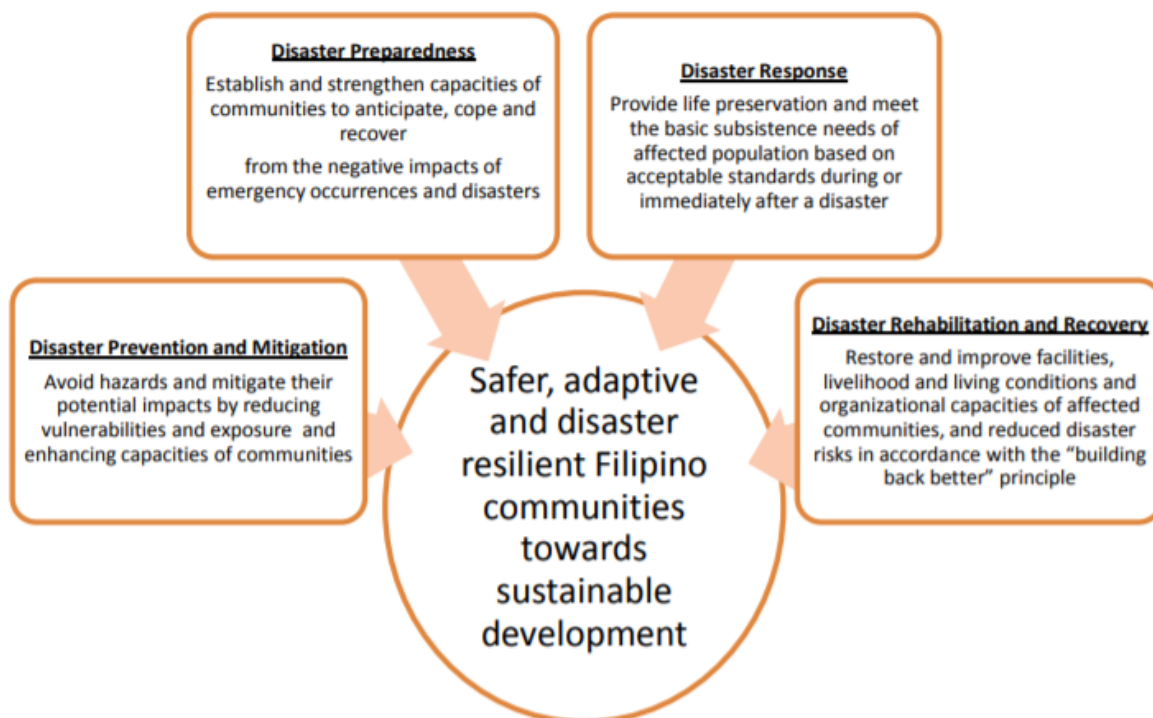 Disaster Preparedness
Establish and strengthen capacities of
communities to anticipate, cope and
recover
from the negative impacts of
emergency occurrences and disasters
Disaster Response
Provide life preservation and meet
the basic subsistence needs of
affected population based on
acceptable standards during or
immediately after a disaster
Disaster Prevention and Mitigation
Avoid hazards and mitigate their
potential impacts by reducing
vulnerabilities and exposure and
enhancing capacities of communities
Disaster Rehabilitation and Recovery
Restore and improve facilities,
livelihood and living conditions and
organizational capacities of affected
communities, and reduced disaster
risks in accordance with the “building
back better” principle
Safer, adaptive
and disaster
resilient Filipino
communities
towards
sustainable
development